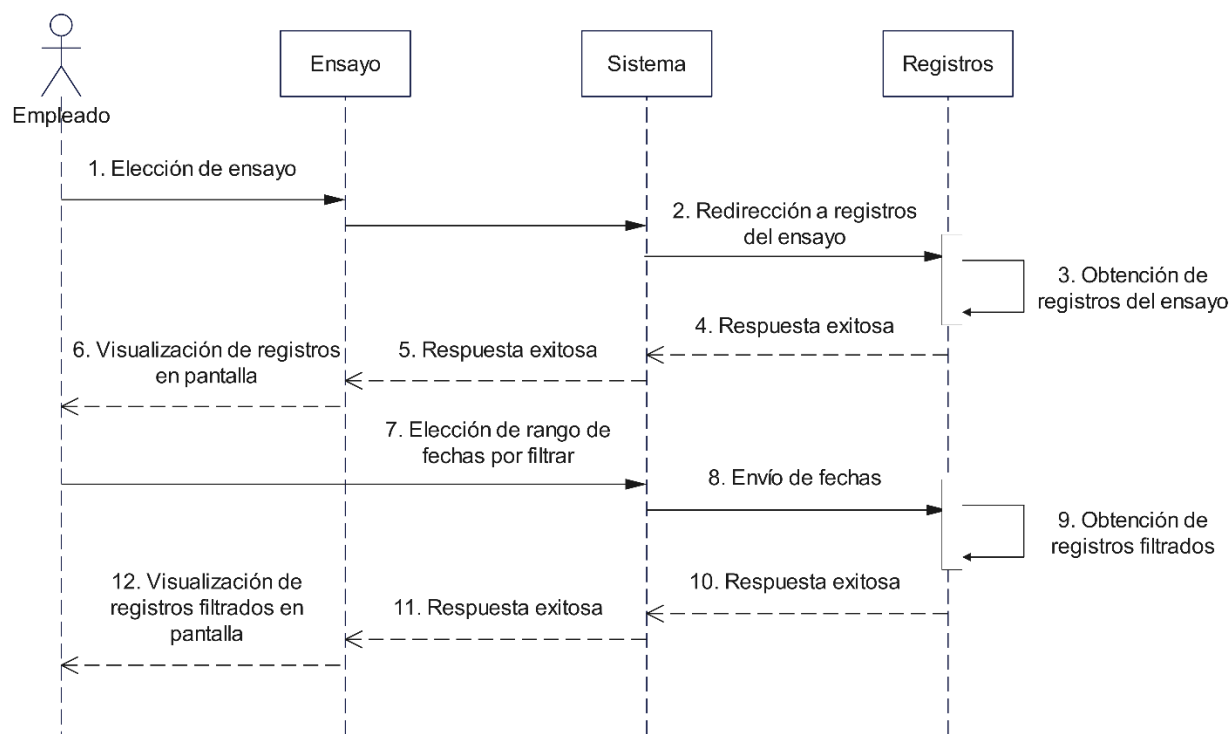 Empleado
Ensayo
Sistema
Registros
1. Elección de ensayo
2. Redirección a registros
del ensayo
3. Obtención de
registros del ensayo
4. Respuesta exitosa
5. Respuesta exitosa
6. Visualización de registros
en pantalla
7. Elección de rango de
fechas por filtrar
8. Envío de fechas
9. Obtención de
registros filtrados
10. Respuesta exitosa
11. Respuesta exitosa
12. Visualización de
registros filtrados en
pantalla